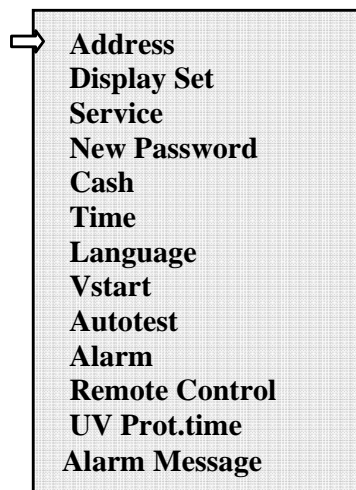 Address
Display Set
Service
New Password
Cash
Time
Language
Vstart
Autotest
Alarm
Remote Control
UV Prot.time
Alarm Message